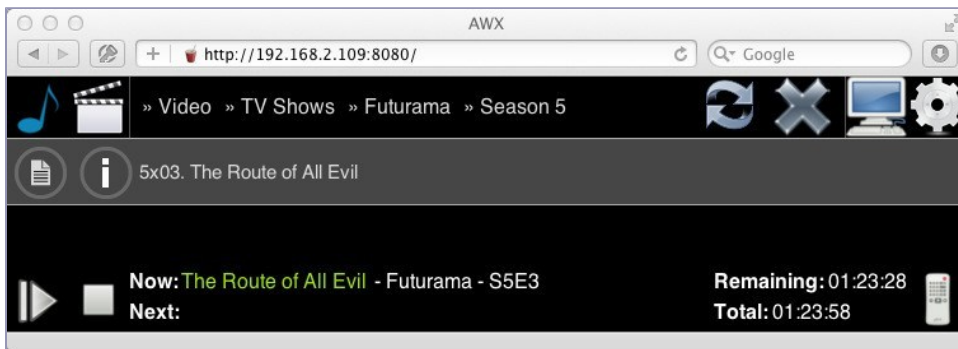 AWX
http://192.168.2.109:8080/
Google
» Video » TV Shows » Futurama » Season 5
5x03. The Route of All Evil
Now: The Route of All Evil - Futurama - S5E3
Remaining: 01:23:28
Next:
Total: 01:23:58